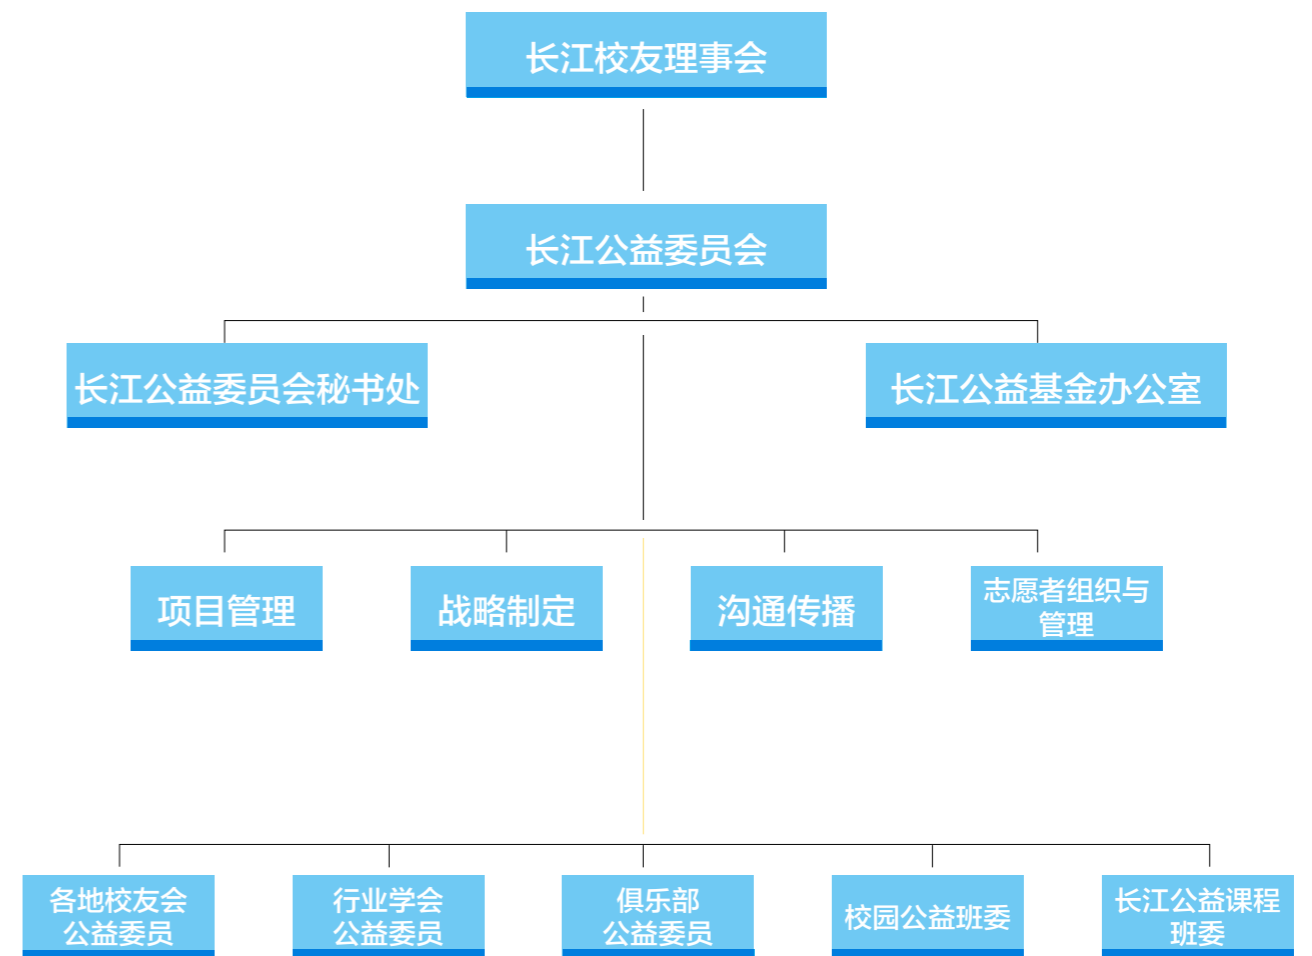 长江校友理事会
长江公益委员会
长江公益委员会秘书处
长江公益基金办公室
项目管理
战略制定
沟通传播
志愿者组织与
管理
各地校友会
公益委员
行业学会
公益委员
俱乐部
公益委员
校园公益班委
长江公益课程
班委